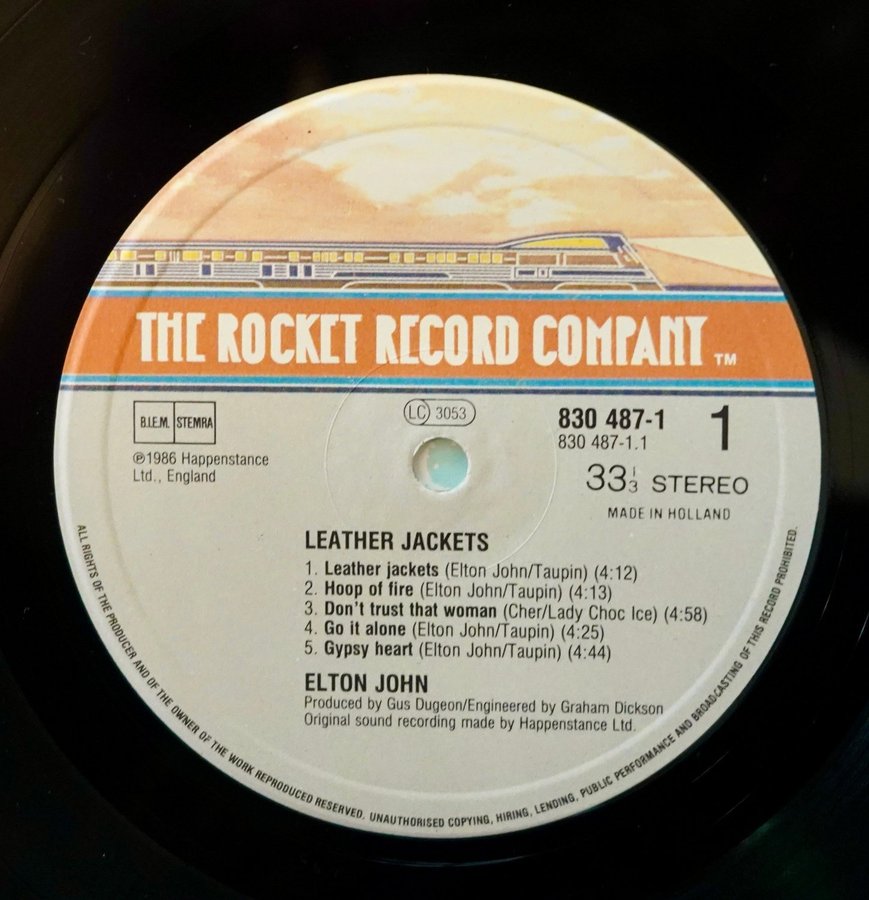 THE ROCKET RECORD COMPANY TM
B.I.E.M. STEMRA
LC 3053
830 487-1
830 487-1.1
1
℗1986 Happenstance
Ltd., England
33 1/3 STEREO
MADE IN HOLLAND
LEATHER JACKETS
1. Leather jackets (Elton John/Taupin) (4:12)
2. Hoop of fire (Elton John/Taupin) (4:13)
3. Don't trust that woman (Cher/Lady Choc Ice) (4:58)
4. Go it alone (Elton John/Taupin) (4:25)
5. Gypsy heart (Elton John/Taupin) (4:44)
ELTON JOHN
Produced by Gus Dugeon/Engineered by Graham Dickson
Original sound recording made by Happenstance Ltd.
ALL RIGHTS OF THE PRODUCER AND OF THE OWNER OF THE WORK REPRODUCED RESERVED. UNAUTHORISED COPYING, HIRING, LENDING, PUBLIC PERFORMANCE AND BROADCASTING OF THIS RECORD PROHIBITED.